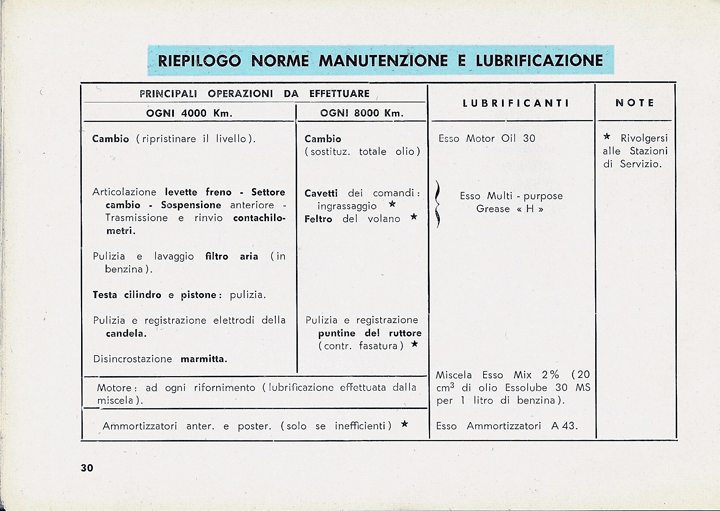 RIEPILOGO NORME MANUTENZIONE E LUBRIFICAZIONE
PRINCIPALI OPERAZIONI DA EFFETTUARE
OGNI 4000 Km.
OGNI 8000 Km.
LUBRIFICANTI
NOTE
Cambio (ripristinare il livello).
Cambio
(sostituz. totale olio)
Esso Motor Oil 30
★ Rivolgersi
alle Stazioni
di Servizio.
Articolazione levette freno - Settore
cambio - Sospensione anteriore -
Trasmissione e rinvio contachilo-
metri.
Cavetti dei comandi:
ingrassaggio ★
Feltro del volano ★
Esso Multi - purpose
Grease « H »
Pulizia e lavaggio filtro aria (in
benzina).
Testa cilindro e pistone: pulizia.
Pulizia e registrazione elettrodi della
candela.
Pulizia e registrazione
puntine del ruttore
(contr. fasatura) ★
Disincrostazione marmitta.
Motore: ad ogni rifornimento (lubrificazione effettuata dalla
miscela).
Miscela Esso Mix 2% (20
cm³ di olio Essolube 30 MS
per 1 litro di benzina).
Ammortizzatori anter. e poster. (solo se inefficienti) ★
Esso Ammortizzatori A 43.
30